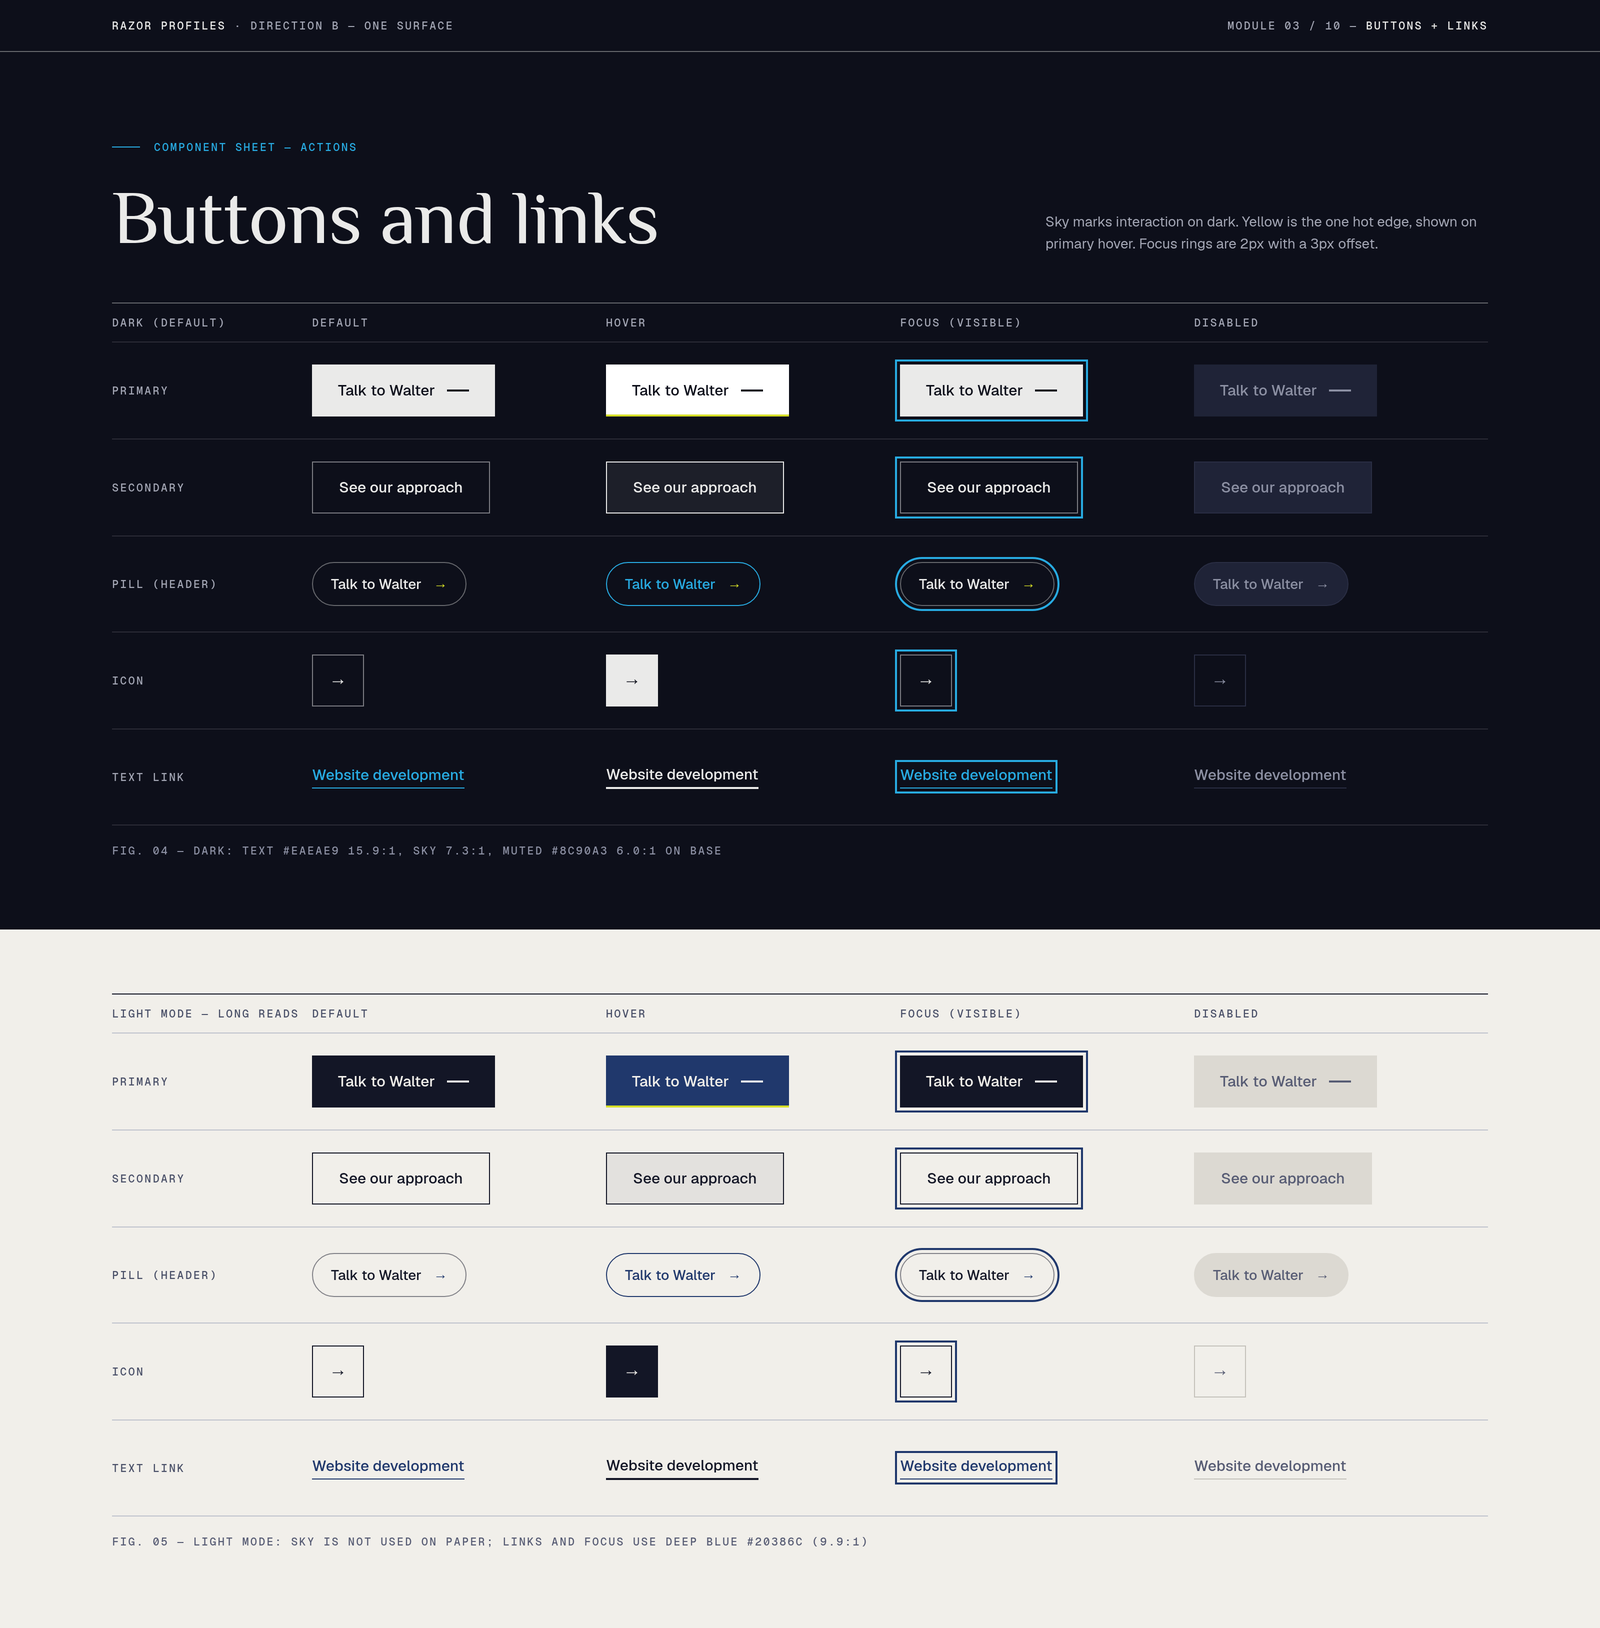 RAZOR PROFILES · DIRECTION B — ONE SURFACE
MODULE 03 / 10 — BUTTONS + LINKS
COMPONENT SHEET — ACTIONS
Buttons and links
Sky marks interaction on dark. Yellow is the one hot edge, shown on
primary hover. Focus rings are 2px with a 3px offset.
DARK (DEFAULT) DEFAULT HOVER FOCUS (VISIBLE) DISABLED
PRIMARY Talk to Walter — Talk to Walter — Talk to Walter — Talk to Walter —
SECONDARY See our approach See our approach See our approach See our approach
PILL (HEADER) Talk to Walter → Talk to Walter → Talk to Walter → Talk to Walter →
ICON → → → →
TEXT LINK Website development Website development Website development Website development
FIG. 04 — DARK: TEXT #EAEAE9 15.9:1, SKY 7.3:1, MUTED #8C90A3 6.0:1 ON BASE
LIGHT MODE — LONG READS DEFAULT HOVER FOCUS (VISIBLE) DISABLED
PRIMARY Talk to Walter — Talk to Walter — Talk to Walter — Talk to Walter —
SECONDARY See our approach See our approach See our approach See our approach
PILL (HEADER) Talk to Walter → Talk to Walter → Talk to Walter → Talk to Walter →
ICON → → → →
TEXT LINK Website development Website development Website development Website development
FIG. 05 — LIGHT MODE: SKY IS NOT USED ON PAPER; LINKS AND FOCUS USE DEEP BLUE #20386C (9.9:1)